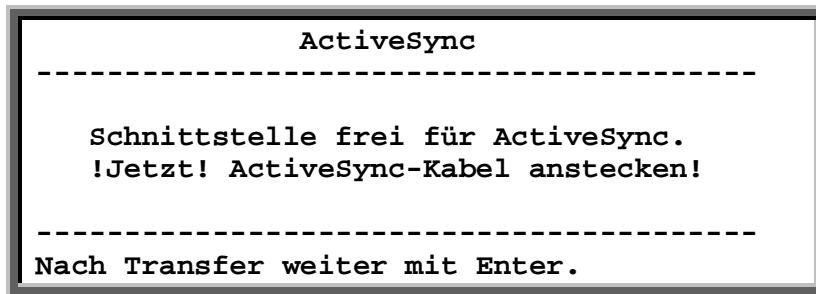 ActiveSync
-----------------------------------------
Schnittstelle frei für ActiveSync.
!Jetzt! ActiveSync-Kabel anstecken!
-----------------------------------------
Nach Transfer weiter mit Enter.